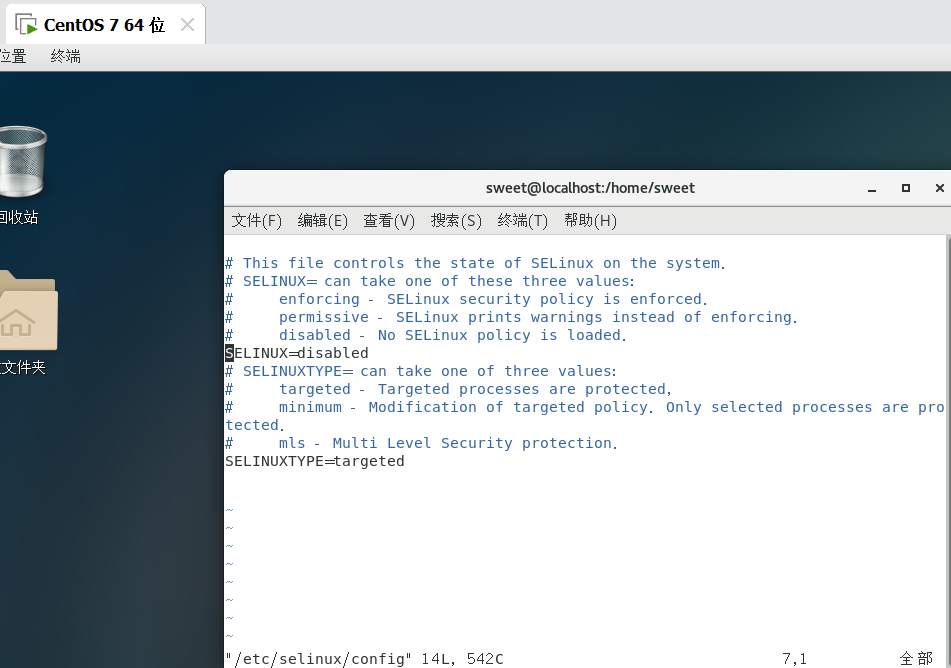 CentOS 7 64 位
位置 终端
回收站
文件夹
sweet@localhost:/home/sweet
文件(F) 编辑(E) 查看(V) 搜索(S) 终端(T) 帮助(H)
# This file controls the state of SELinux on the system.
# SELINUX= can take one of these three values:
#     enforcing - SELinux security policy is enforced.
#     permissive - SELinux prints warnings instead of enforcing.
#     disabled - No SELinux policy is loaded.
SELINUX=disabled
# SELINUXTYPE= can take one of three values:
#     targeted - Targeted processes are protected,
#     minimum - Modification of targeted policy. Only selected processes are pro
tected.
#     mls - Multi Level Security protection.
SELINUXTYPE=targeted
~
~
~
~
~
~
~
~
"/etc/selinux/config" 14L, 542C 7,1 全部